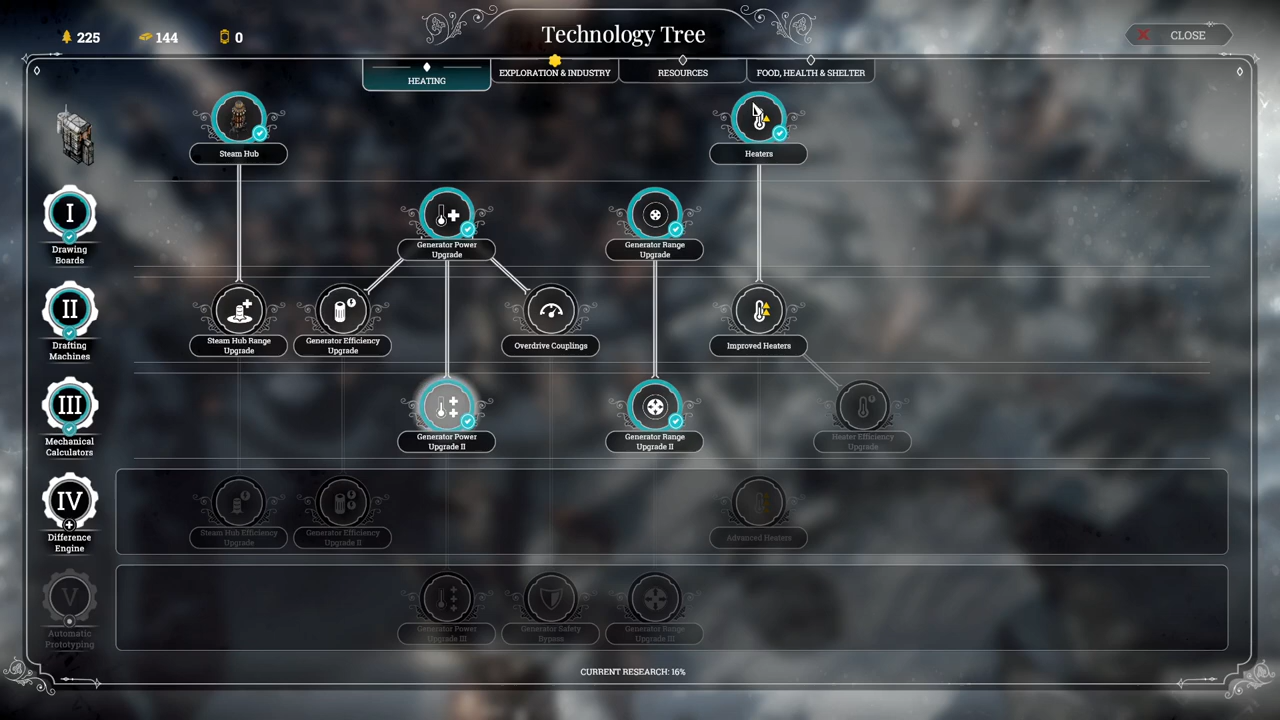 225
144
0
Technology Tree
CLOSE
HEATING
EXPLORATION & INDUSTRY
RESOURCES
FOOD, HEALTH & SHELTER
Steam Hub
Heaters
I
Drawing
Boards
Generator Power
Upgrade
Generator Range
Upgrade
II
Drafting
Machines
Steam Hub Range
Upgrade
Generator Efficiency
Upgrade
Overdrive Couplings
Improved Heaters
III
Mechanical
Calculators
Generator Power
Upgrade II
Generator Range
Upgrade II
Heater Efficiency
Upgrade
IV
Difference
Engine
Steam Hub Efficiency
Upgrade
Generator Efficiency
Upgrade II
Advanced Heaters
V
Automatic
Prototyping
Generator Power
Upgrade III
Generator Safety
Bypass
Generator Range
Upgrade III
CURRENT RESEARCH: 16%